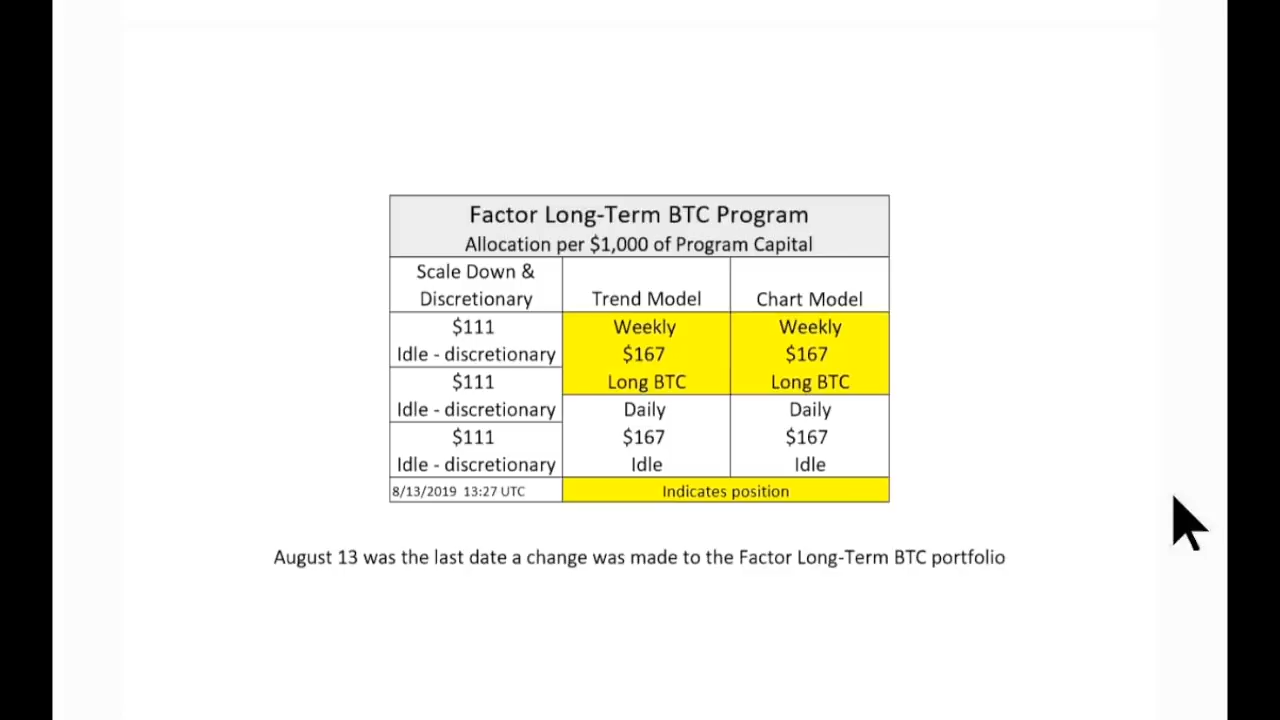 Factor Long-Term BTC Program
Allocation per $1,000 of Program Capital
Scale Down &
Discretionary
Trend Model
Chart Model
$111
Idle - discretionary
Weekly
$167
Long BTC
Weekly
$167
Long BTC
$111
Idle - discretionary
Daily
$167
Idle
Daily
$167
Idle
$111
Idle - discretionary
8/13/2019 13:27 UTC
Indicates position
August 13 was the last date a change was made to the Factor Long-Term BTC portfolio